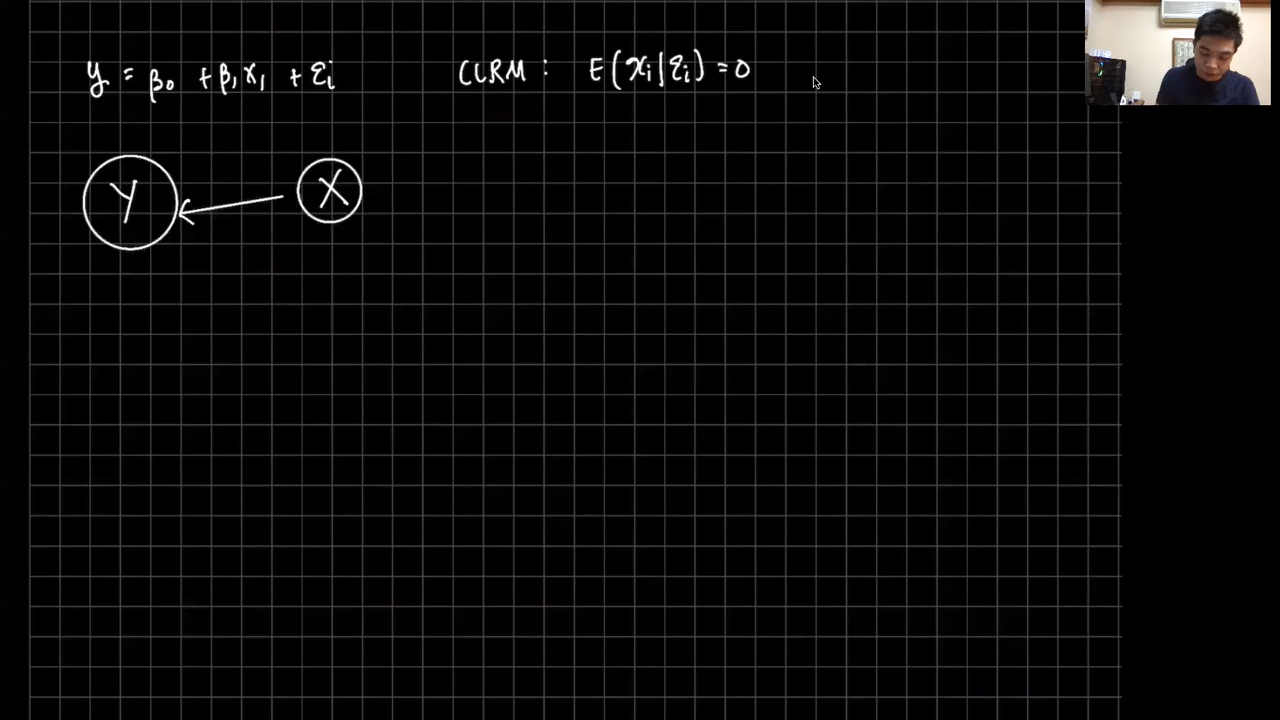 y = β₀ + β₁x₁ + εᵢ
CLRM : E(xᵢ|εᵢ) = 0
Y
X